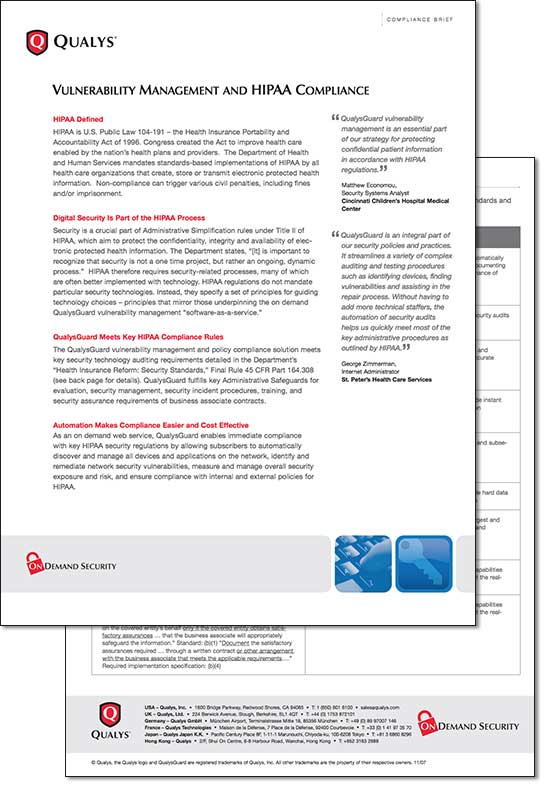 COMPLIANCE BRIEF
QUALYS®
VULNERABILITY MANAGEMENT AND HIPAA COMPLIANCE
HIPAA Defined
HIPAA is U.S. Public Law 104-191 – the Health Insurance Portability and
Accountability Act of 1996. Congress created the Act to improve health care
enabled by the nation's health plans and providers. The Department of Health
and Human Services mandates standards-based implementations of HIPAA by all
health care organizations that create, store or transmit electronic protected health
information. Non-compliance can trigger various civil penalties, including fines
and/or imprisonment.
Digital Security Is Part of the HIPAA Process
Security is a crucial part of Administrative Simplification rules under Title II of
HIPAA, which aim to protect the confidentiality, integrity and availability of elec-
tronic protected health information. The Department states, "[it] is important to
recognize that security is not a one time project, but rather an ongoing, dynamic
process." HIPAA therefore requires security-related processes, many of which
are often better implemented with technology. HIPAA regulations do not mandate
particular security technologies. Instead, they specify a set of principles for guiding
technology choices – principles that mirror those underpinning the on demand
QualysGuard vulnerability management "software-as-a-service."
QualysGuard Meets Key HIPAA Compliance Rules
The QualysGuard vulnerability management and policy compliance solution meets
key security technology auditing requirements detailed in the Department's
"Health Insurance Reform: Security Standards," Final Rule 45 CFR Part 164.308
(see back page for details). QualysGuard fulfills key Administrative Safeguards for
evaluation, security management, security incident procedures, training, and
security assurance requirements of business associate contracts.
Automation Makes Compliance Easier and Cost Effective
As an on demand web service, QualysGuard enables immediate compliance
with key HIPAA security regulations by allowing subscribers to automatically
discover and manage all devices and applications on the network, identify and
remediate network security vulnerabilities, measure and manage overall security
exposure and risk, and ensure compliance with internal and external policies for
HIPAA.
“ QualysGuard vulnerability
management is an essential part
of our strategy for protecting
confidential patient information
in accordance with HIPAA
regulations.”
Matthew Economou,
Security Systems Analyst
Cincinnati Children's Hospital Medical
Center
“ QualysGuard is an integral part of
our security policies and practices.
It streamlines a variety of complex
auditing and testing procedures
such as identifying devices, finding
vulnerabilities and assisting in the
repair process. Without having to
add more technical staffers, the
automation of security audits
helps us quickly meet most of the
key administrative procedures as
outlined by HIPAA.”
George Zimmerman,
Internet Administrator
St. Peter's Health Care Services
ON DEMAND SECURITY
ndards and
omatically
ocumenting
nance of
curity audits
and
curate
de instant
on
and subse-
le hard data
rgest and
and
capabilities
t the real-
capabilities
t the real-
on the covered entity's behalf only if the covered entity obtains satis-
factory assurances … that the business associate will appropriately
safeguard the information." Standard: (b)(1) "Document the satisfactory
assurances required … through a written contract or other arrangement
with the business associate that meets the applicable requirements…."
Required implementation specification: (b)(4)
QUALYS®
USA – Qualys, Inc. • 1600 Bridge Parkway, Redwood Shores, CA 94065 • T: 1 (650) 801 6100 • sales@qualys.com
UK – Qualys, Ltd. • 224 Berwick Avenue, Slough, Berkshire, SL1 4QT • T: +44 (0) 1753 872101
Germany – Qualys GmbH • München Airport, Terminalstrasse Mitte 18, 85356 München • T: +49 (0) 89 97007 146
France – Qualys Technologies • Maison de la Défense, 7 Place de la Défense, 92400 Courbevoie • T: +33 (0) 1 41 97 35 70
Japan – Qualys Japan K.K. • Pacific Century Place 8F, 1-11-1 Marunouchi, Chiyoda-ku, 100-6208 Tokyo • T: +81 3 6860 8296
Hong Kong – Qualys • 2/F, Shui On Centre, 6-8 Harbour Road, Wanchai, Hong Kong • T: +852 3163 2888
ON DEMAND SECURITY
© Qualys, the Qualys logo and QualysGuard are registered trademarks of Qualys, Inc. All other trademarks are the property of their respective owners. 11/07